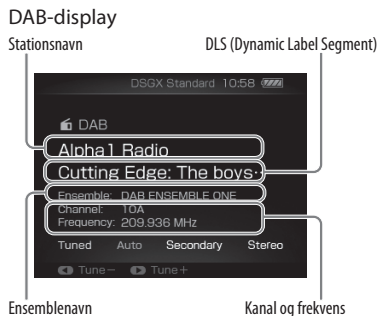 DAB-display
Stationsnavn
DLS (Dynamic Label Segment)
DSGX Standard 10:58
DAB
Alpha1 Radio
Cutting Edge: The boys··
Ensemble: DAB ENSEMBLE ONE
Channel: 10A
Frequency: 209.936 MHz
Tuned Auto Secondary Stereo
Tune− Tune+
Ensemblenavn
Kanal og frekvens